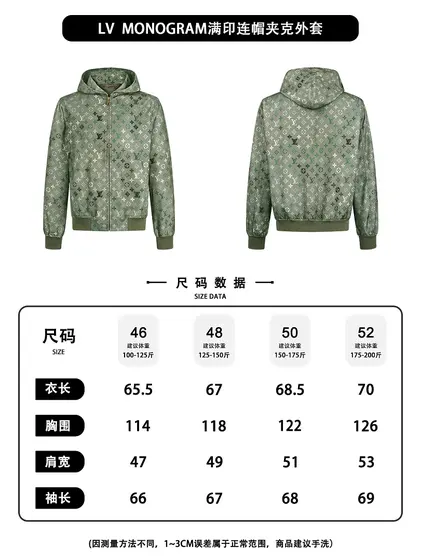 LV MONOGRAM满印连帽夹克外套
尺码数据
SIZE DATA
尺码 46 48 50 52
SIZE 建议体重 建议体重 建议体重 建议体重
100-125斤 125-150斤 150-175斤 175-200斤
衣长 65.5 67 68.5 70
胸围 114 118 122 126
肩宽 47 49 51 53
袖长 66 67 68 69
(因测量方法不同，1~3CM误差属于正常范围，商品建议手洗)